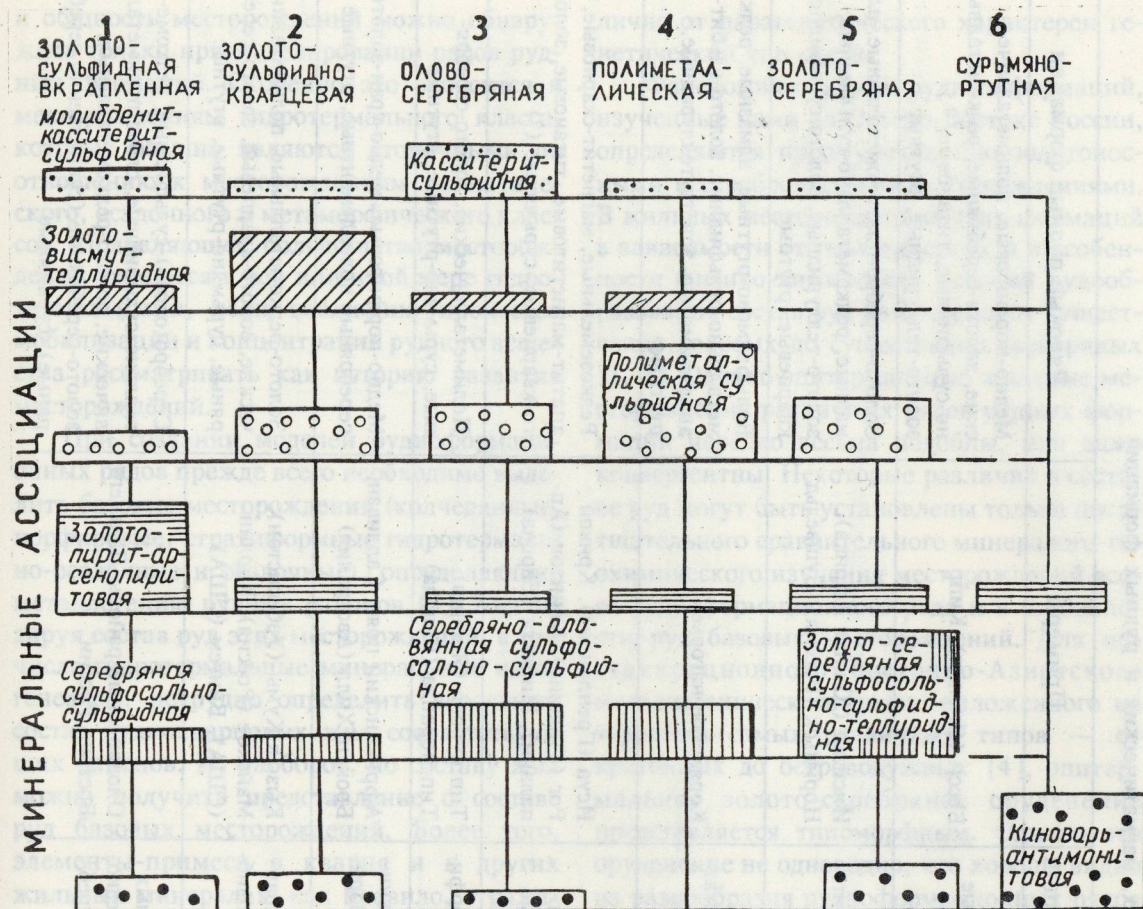 1
ЗОЛОТО-
СУЛЬФИДНАЯ
ВКРАПЛЕННАЯ
2
ЗОЛОТО-
СУЛЬФИДНО-
КВАРЦЕВАЯ
3
ОЛОВО-
СЕРЕБРЯНАЯ
4
ПОЛИМЕТАЛ-
ЛИЧЕСКАЯ
5
ЗОЛОТО-
СЕРЕБРЯНАЯ
6
СУРЬМЯНО-
РТУТНАЯ
МИНЕРАЛЬНЫЕ АССОЦИАЦИИ
молибденит-
касситерит-
сульфидная
Касситерит-
сульфидная
Золото-
висмут-
теллуридная
Полиметал-
лическая су-
льфидная
Золото-
пирит-ар-
сенопири-
товая
Серебряная
сульфосольно-
сульфидная
Серебряно-оло-
вянная сульфо-
сольно-сульфид-
ная
Золото-се-
ребряная
сульфосоль-
но-сульфид-
но-теллурид-
ная
Киноварь
антимони-
товая